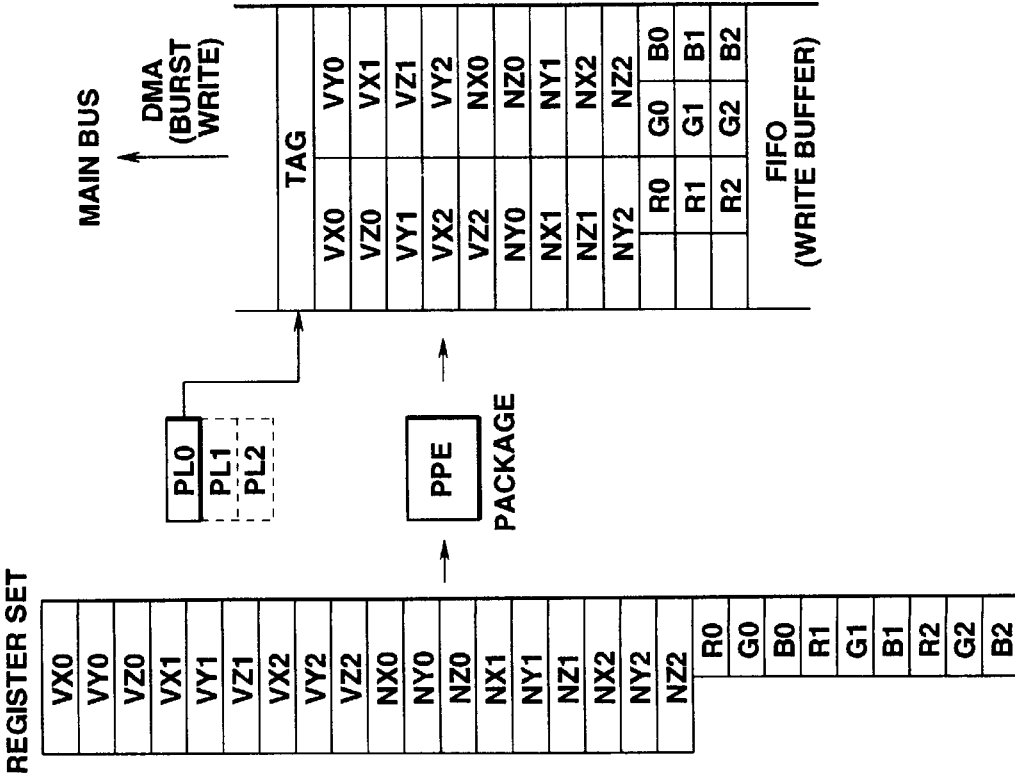 REGISTER SET
VX0
VY0
VZ0
VX1
VY1
VZ1
VX2
VY2
VZ2
NX0
NY0
NZ0
NX1
NY1
NZ1
NX2
NY2
NZ2
R0
G0
B0
R1
G1
B1
R2
G2
B2
PL0
PL1
PL2
PPE
PACKAGE
MAIN BUS
DMA
(BURST
WRITE)
TAG
VX0 VY0
VZ0 VX1
VY1 VZ1
VX2 VY2
VZ2 NX0
NY0 NZ0
NX1 NY1
NZ1 NX2
NY2 NZ2
R0 G0 B0
R1 G1 B1
R2 G2 B2
FIFO
(WRITE BUFFER)